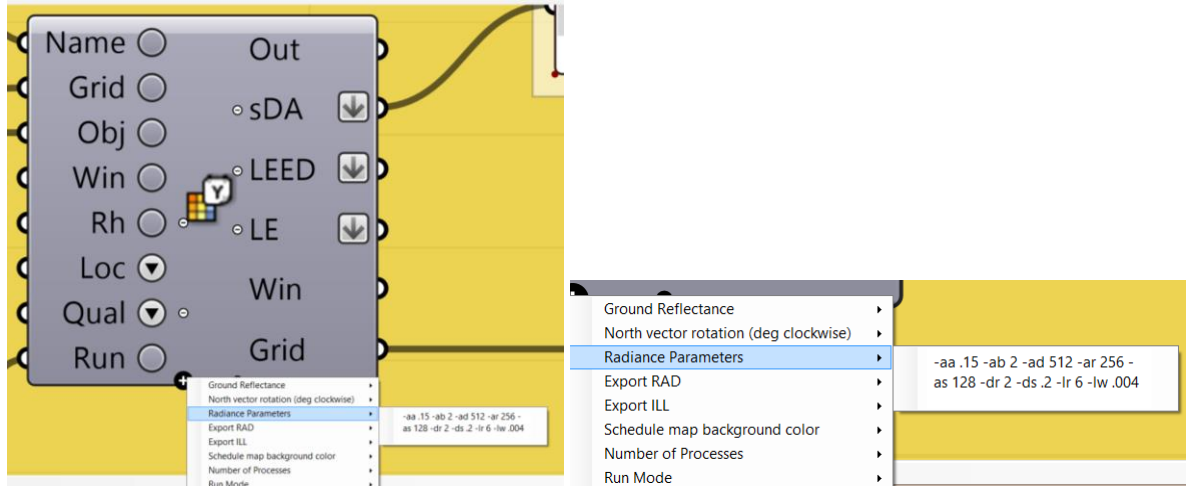 Name
Grid
Obj
Win
Rh
Loc
Qual
Run
Out
sDA
LEED
LE
Win
Grid
Y
Ground Reflectance
North vector rotation (deg clockwise)
Radiance Parameters
Export RAD
Export ILL
Schedule map background color
Number of Processes
Run Mode
-aa .15 -ab 2 -ad 512 -ar 256 -
as 128 -dr 2 -ds .2 -lr 6 -lw .004
Ground Reflectance
North vector rotation (deg clockwise)
Radiance Parameters
Export RAD
Export ILL
Schedule map background color
Number of Processes
Run Mode
-aa .15 -ab 2 -ad 512 -ar 256 -
as 128 -dr 2 -ds .2 -lr 6 -lw .004